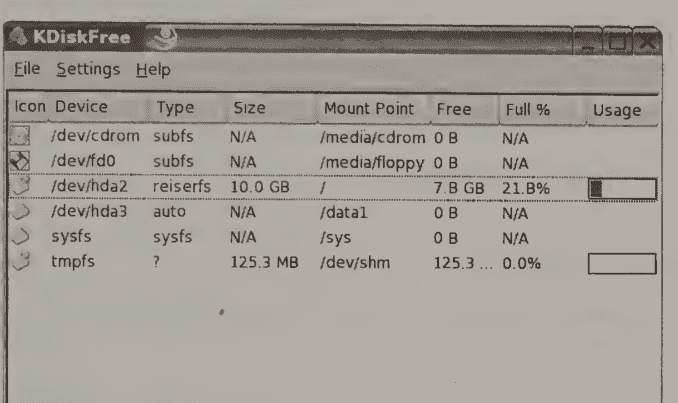 KDiskFree
File Settings Help
Icon Device Type Size Mount Point Free Full % Usage
/dev/cdrom subfs N/A /media/cdrom 0 B N/A
/dev/fd0 subfs N/A /media/floppy 0 B N/A
/dev/hda2 reiserfs 10.0 GB / 7.8 GB 21.8%
/dev/hda3 auto N/A /data1 0 B N/A
sysfs sysfs N/A /sys 0 B N/A
tmpfs ? 125.3 MB /dev/shm 125.3 ... 0.0%